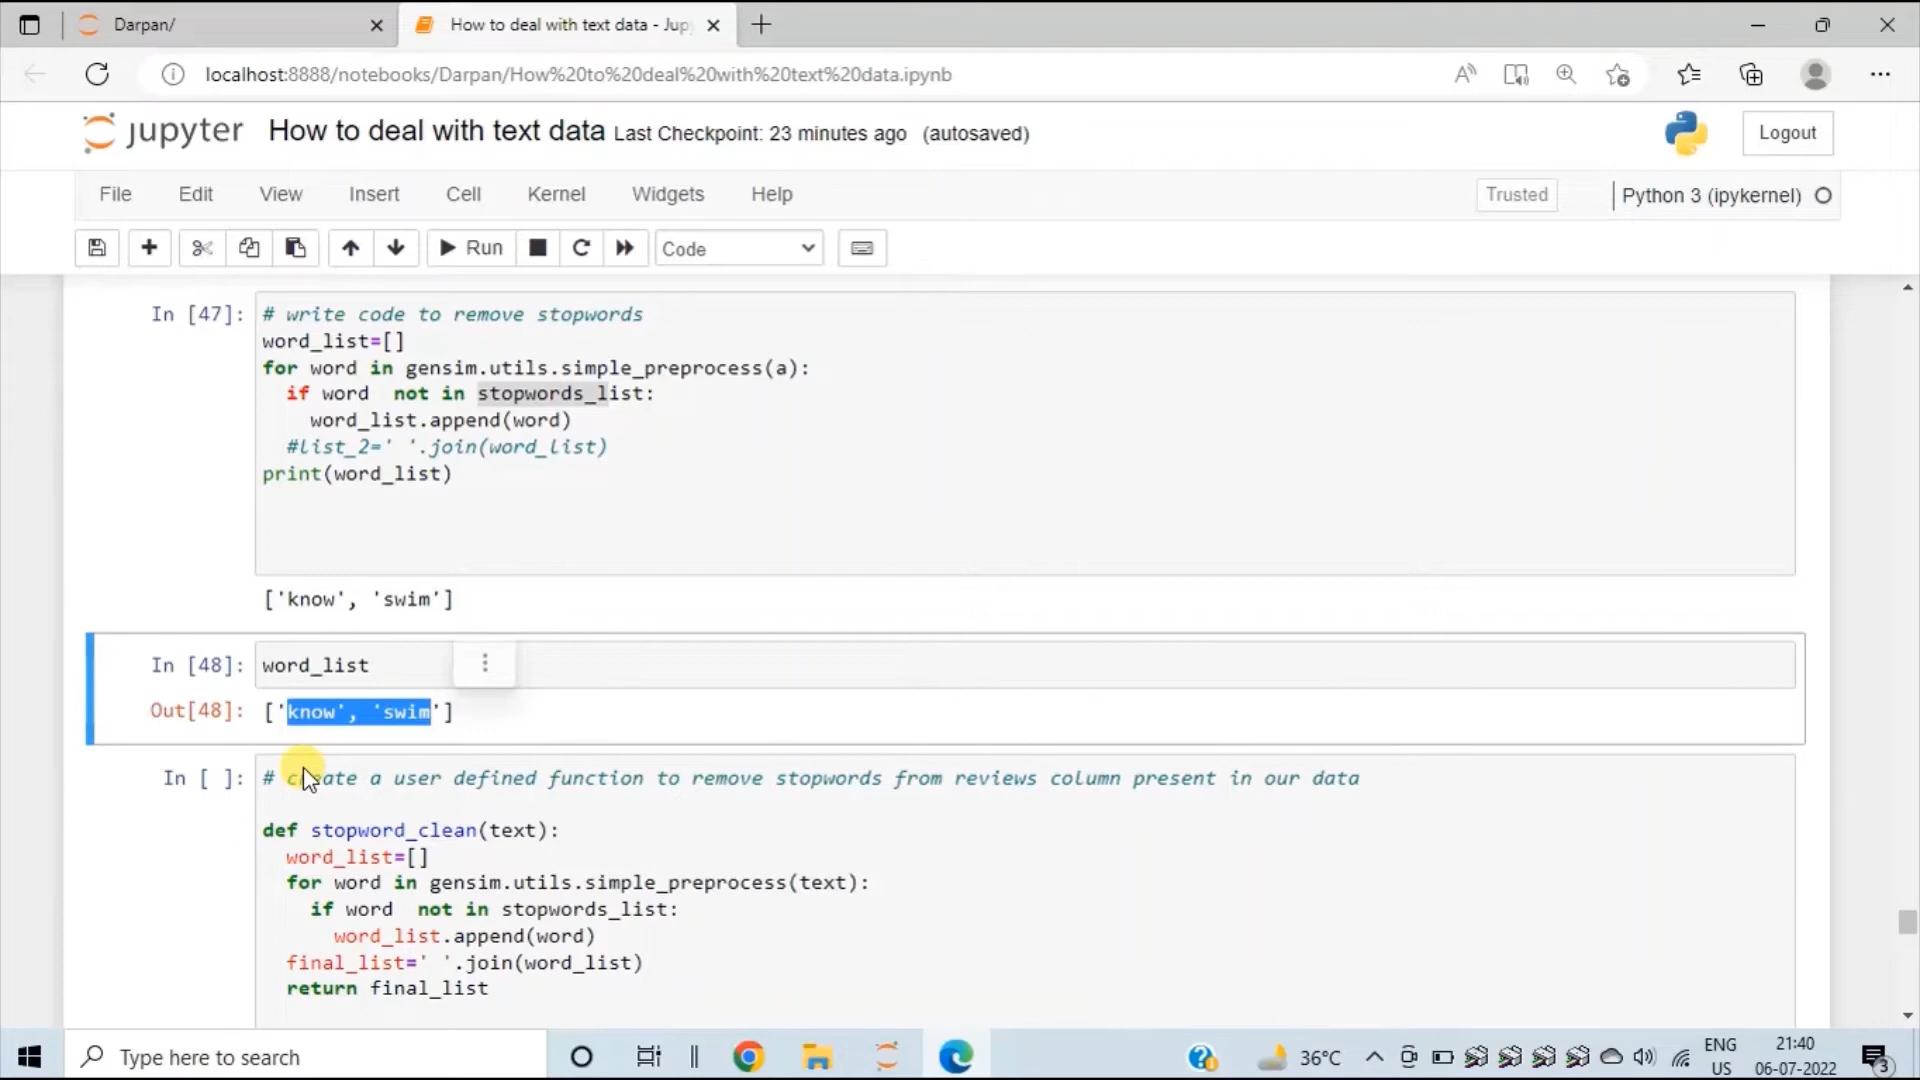 Darpan/
How to deal with text data - Jup
localhost:8888/notebooks/Darpan/How%20to%20deal%20with%20text%20data.ipynb
jupyter How to deal with text data Last Checkpoint: 23 minutes ago (autosaved)
Logout
File Edit View Insert Cell Kernel Widgets Help
Trusted
Python 3 (ipykernel)
Run
Code
In [47]: # write code to remove stopwords
word_list=[]
for word in gensim.utils.simple_preprocess(a):
if word not in stopwords_list:
word_list.append(word)
#list_2=' '.join(word_list)
print(word_list)
['know', 'swim']
In [48]: word_list
Out[48]: ['know', 'swim']
In [ ]: # create a user defined function to remove stopwords from reviews column present in our data
def stopword_clean(text):
word_list=[]
for word in gensim.utils.simple_preprocess(text):
if word not in stopwords_list:
word_list.append(word)
final_list=' '.join(word_list)
return final_list
Type here to search
36°C
ENG
US
21:40
06-07-2022
3